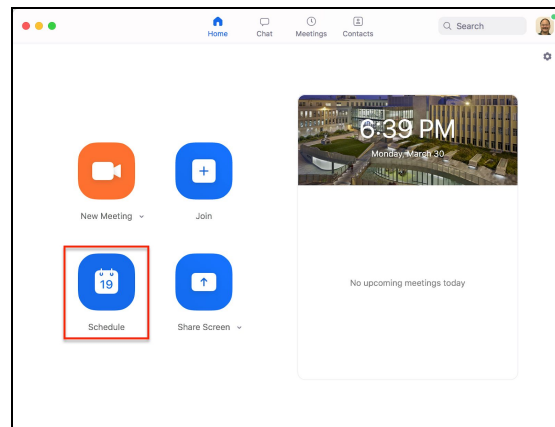 Home
Chat
Meetings
Contacts
Search
6:39 PM
Monday, March 30
New Meeting
Join
19
Schedule
Share Screen
No upcoming meetings today